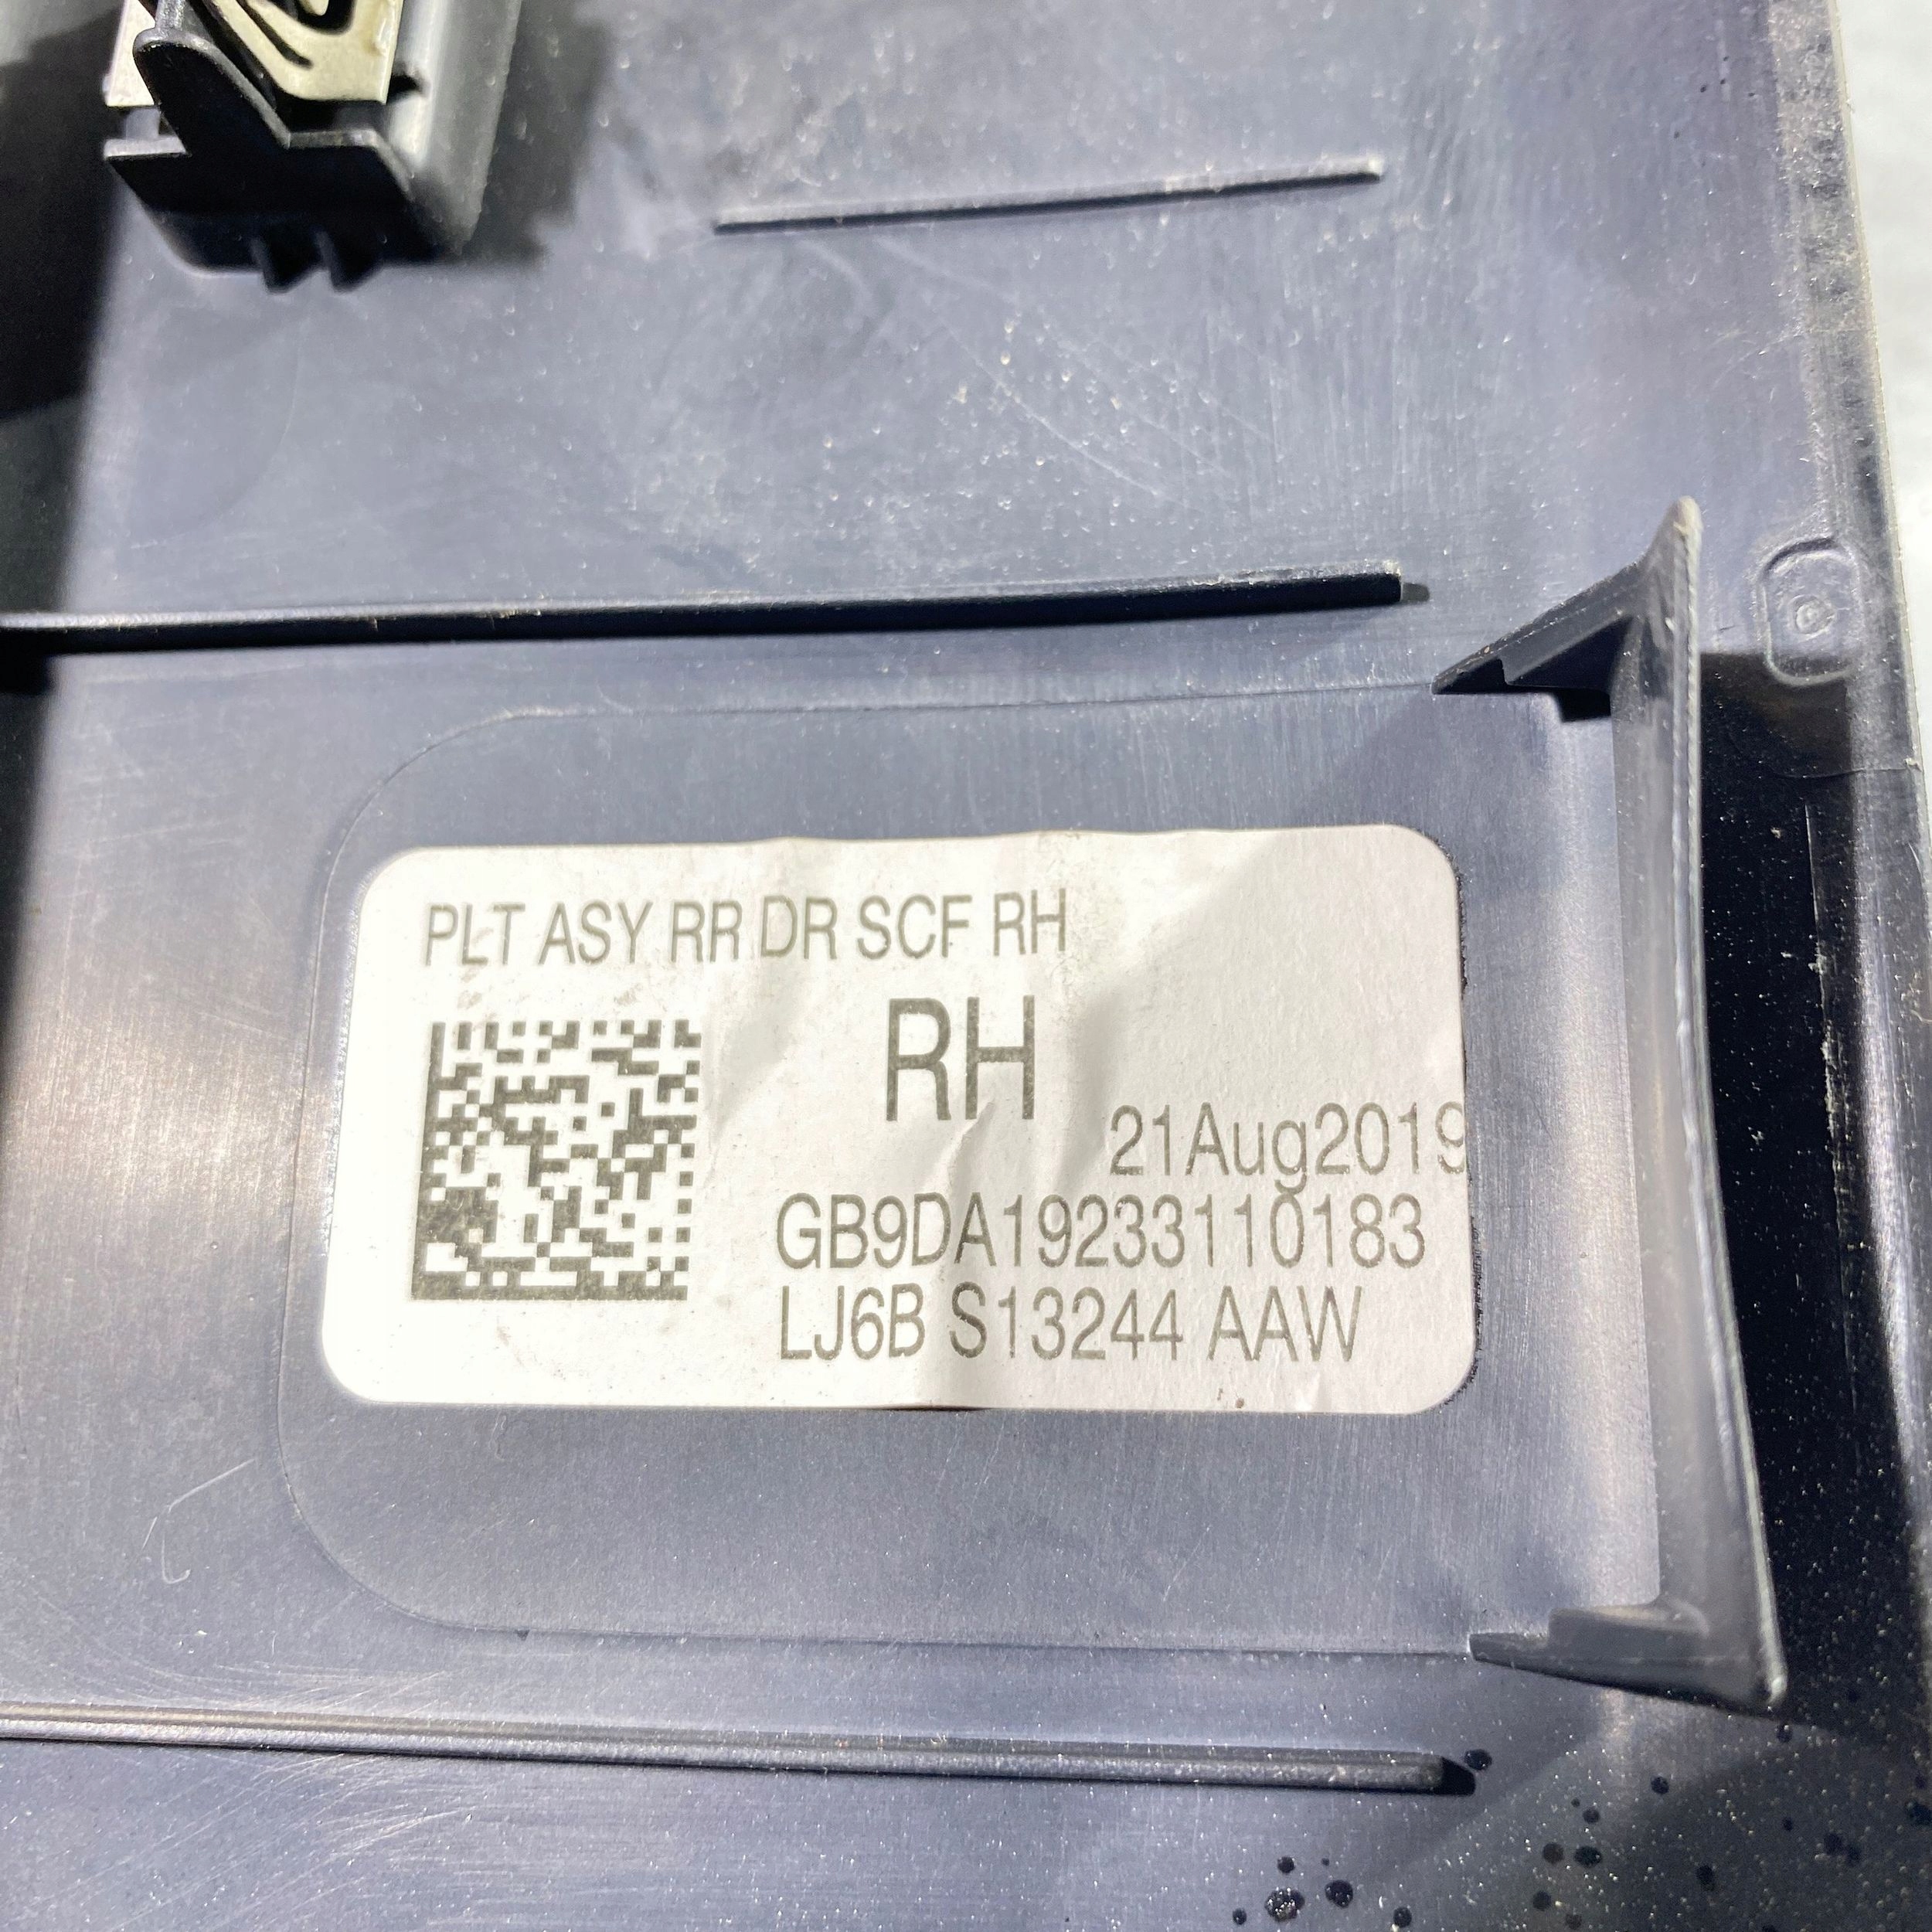 PLT ASY RR DR SCF RH
RH
21Aug2019
GB9DA19233110183
LJ6B S13244 AAW